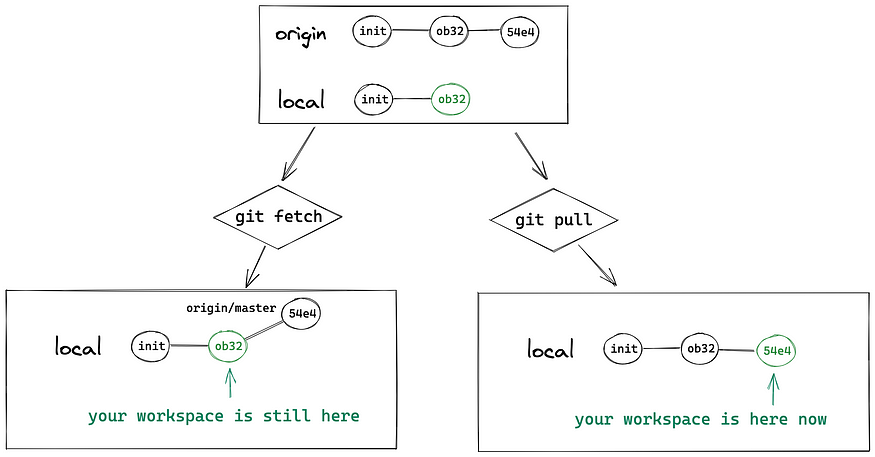 origin init ob32 54e4
local init ob32
git fetch
git pull
origin/master 54e4
local init ob32
your workspace is still here
local init ob32 54e4
your workspace is here now